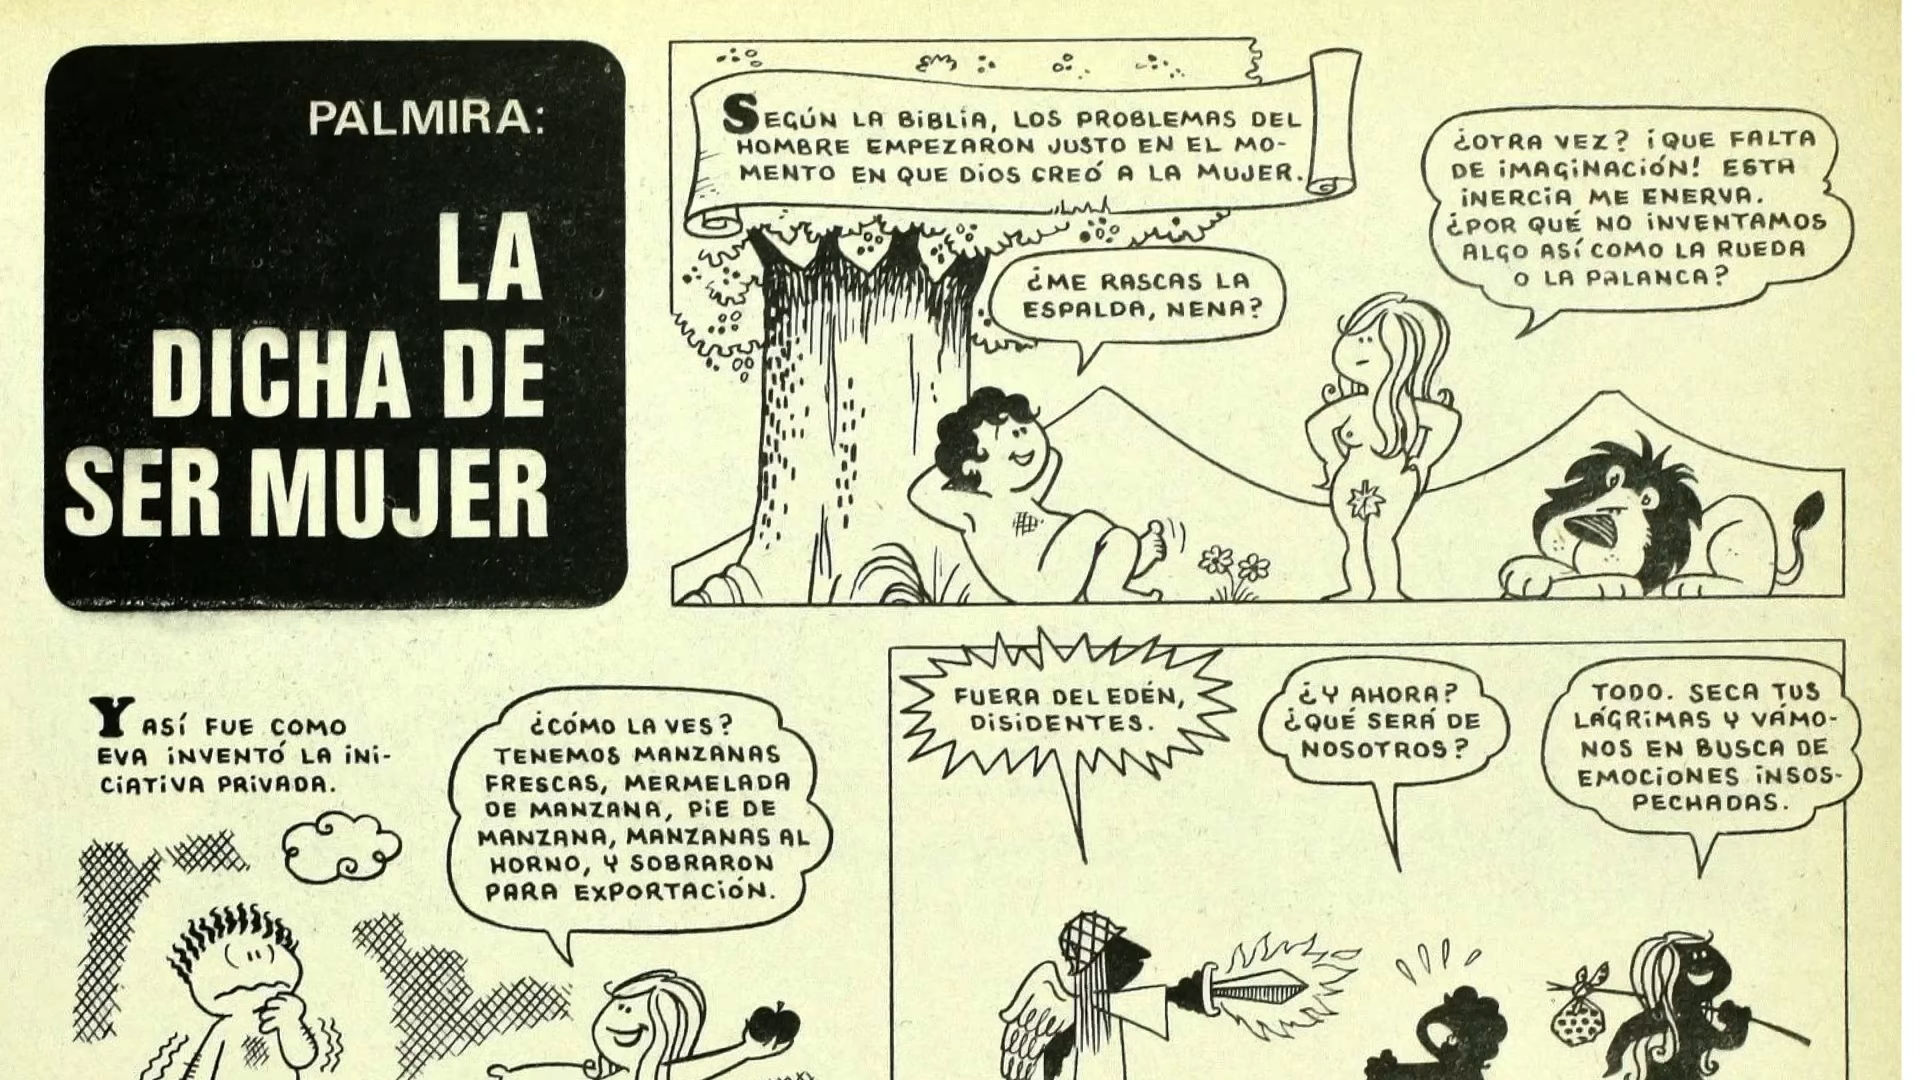 PALMIRA:
LA
DICHA DE
SER MUJER
SEGÚN LA BIBLIA, LOS PROBLEMAS DEL
HOMBRE EMPEZARON JUSTO EN EL MO-
MENTO EN QUE DIOS CREÓ A LA MUJER.
¿ME RASCAS LA
ESPALDA, NENA?
¿OTRA VEZ? ¡QUE FALTA
DE IMAGINACIÓN! ESTA
INERCIA ME ENERVA.
¿POR QUÉ NO INVENTAMOS
ALGO ASÍ COMO LA RUEDA
O LA PALANCA?
Y ASÍ FUE COMO
EVA INVENTÓ LA INI-
CIATIVA PRIVADA.
¿CÓMO LA VES?
TENEMOS MANZANAS
FRESCAS, MERMELADA
DE MANZANA, PIE DE
MANZANA, MANZANAS AL
HORNO, Y SOBRARON
PARA EXPORTACIÓN.
FUERA DEL EDÉN,
DISIDENTES.
¿Y AHORA?
¿QUÉ SERÁ DE
NOSOTROS?
TODO. SECA TUS
LÁGRIMAS Y VÁMO-
NOS EN BUSCA DE
EMOCIONES INSOS-
PECHADAS.